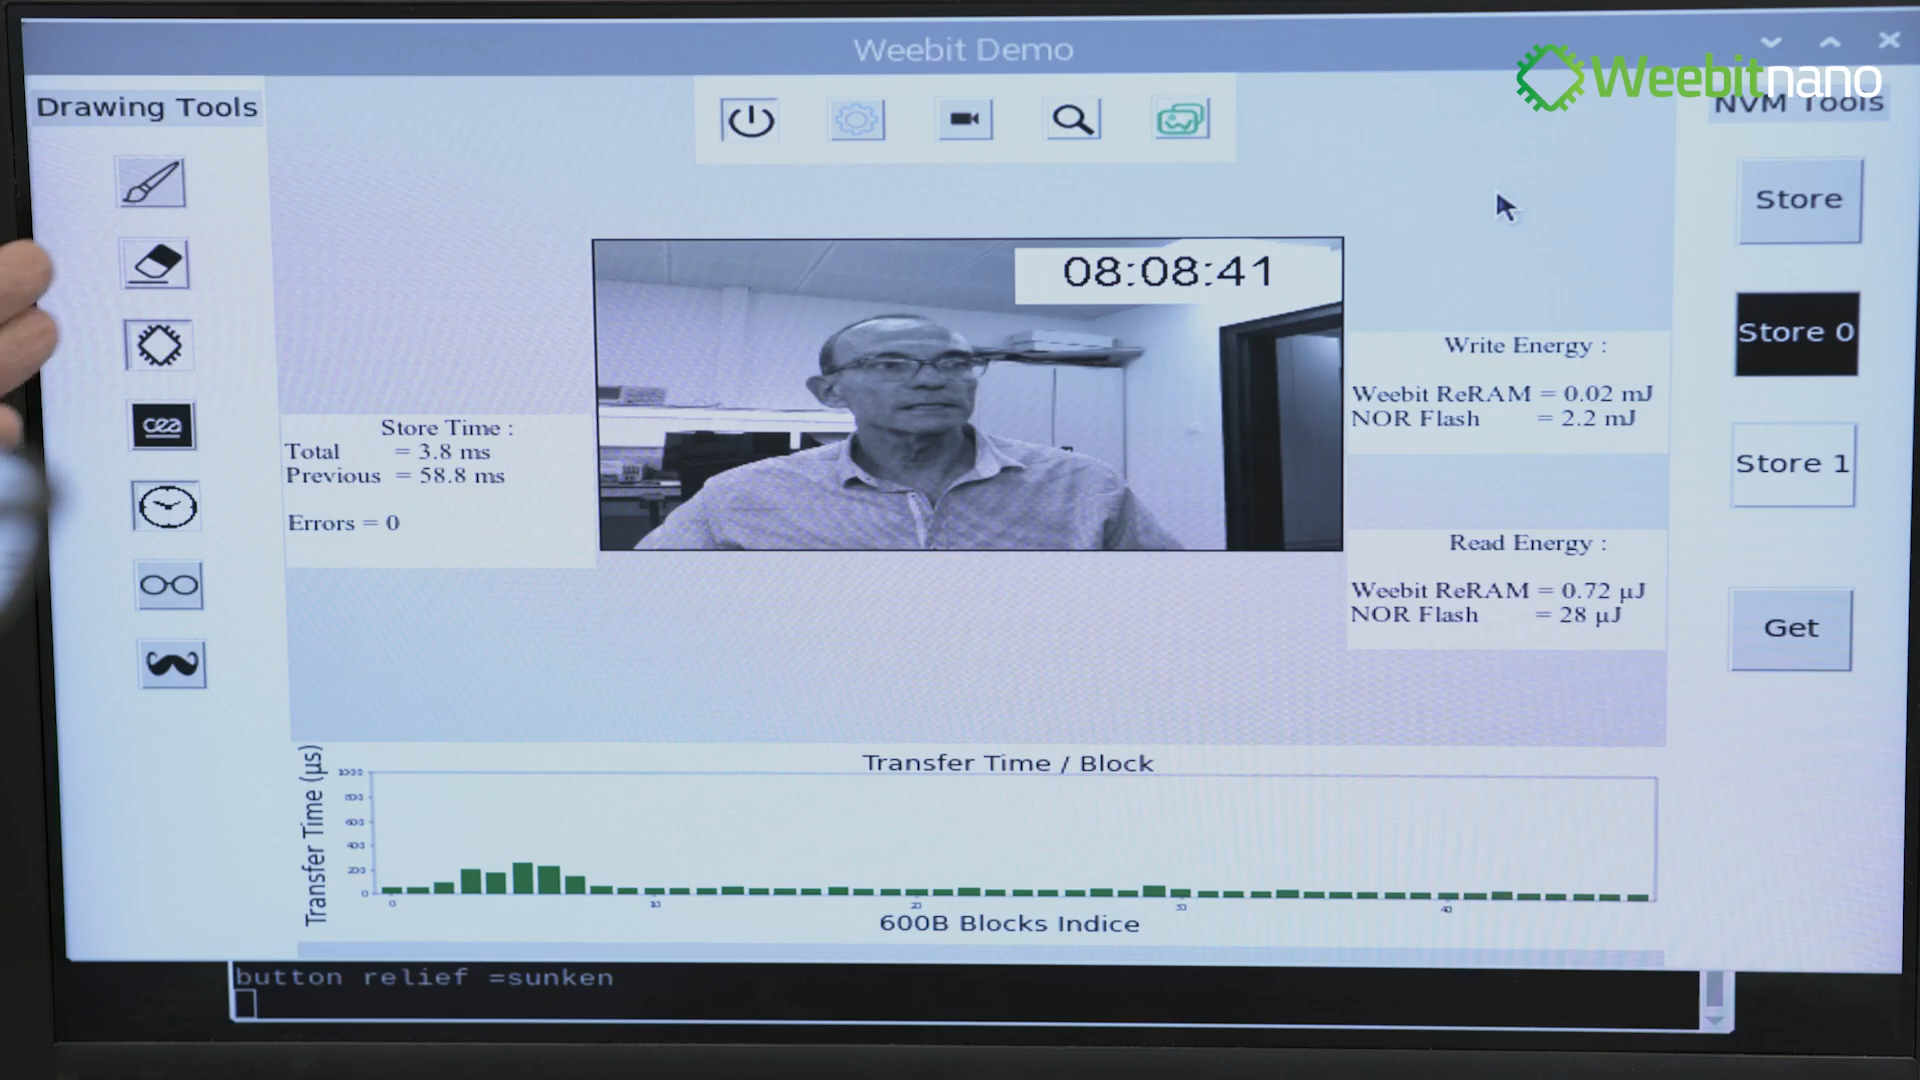 Weebit Demo
Weebitnano
Drawing Tools
NVM Tools
Store
08:08:41
Store 0
Write Energy :
Weebit ReRAM = 0.02 mJ
NOR Flash = 2.2 mJ
cea
Store Time :
Total = 3.8 ms
Previous = 58.8 ms
Errors = 0
Store 1
Read Energy :
Weebit ReRAM = 0.72 µJ
NOR Flash = 28 µJ
Get
Transfer Time / Block
Transfer Time (µs)
1000
800
600
400
200
0
0 10 20 30 40
600B Blocks Indice
button relief =sunken